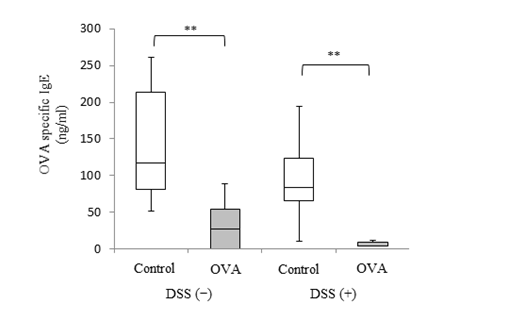 **
**
OVA specific IgE
(ng/ml)
300
250
200
150
100
50
0
Control
OVA
Control
OVA
DSS (−)
DSS (+)